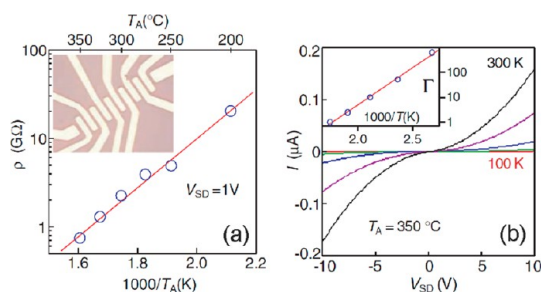 T_A(°C)
350 300 250 200
100
10
1
ρ (GΩ)
V_SD =1V
(a)
1.6 1.8 2.0 2.2
1000/T_A(K)
0.2
0.1
0
-0.1
-0.2
I (µA)
Γ
100
10
1
2.1 2.4
1000/T(K)
300 K
100 K
T_A = 350 °C
(b)
-10 -5 0 5 10
V_SD (V)